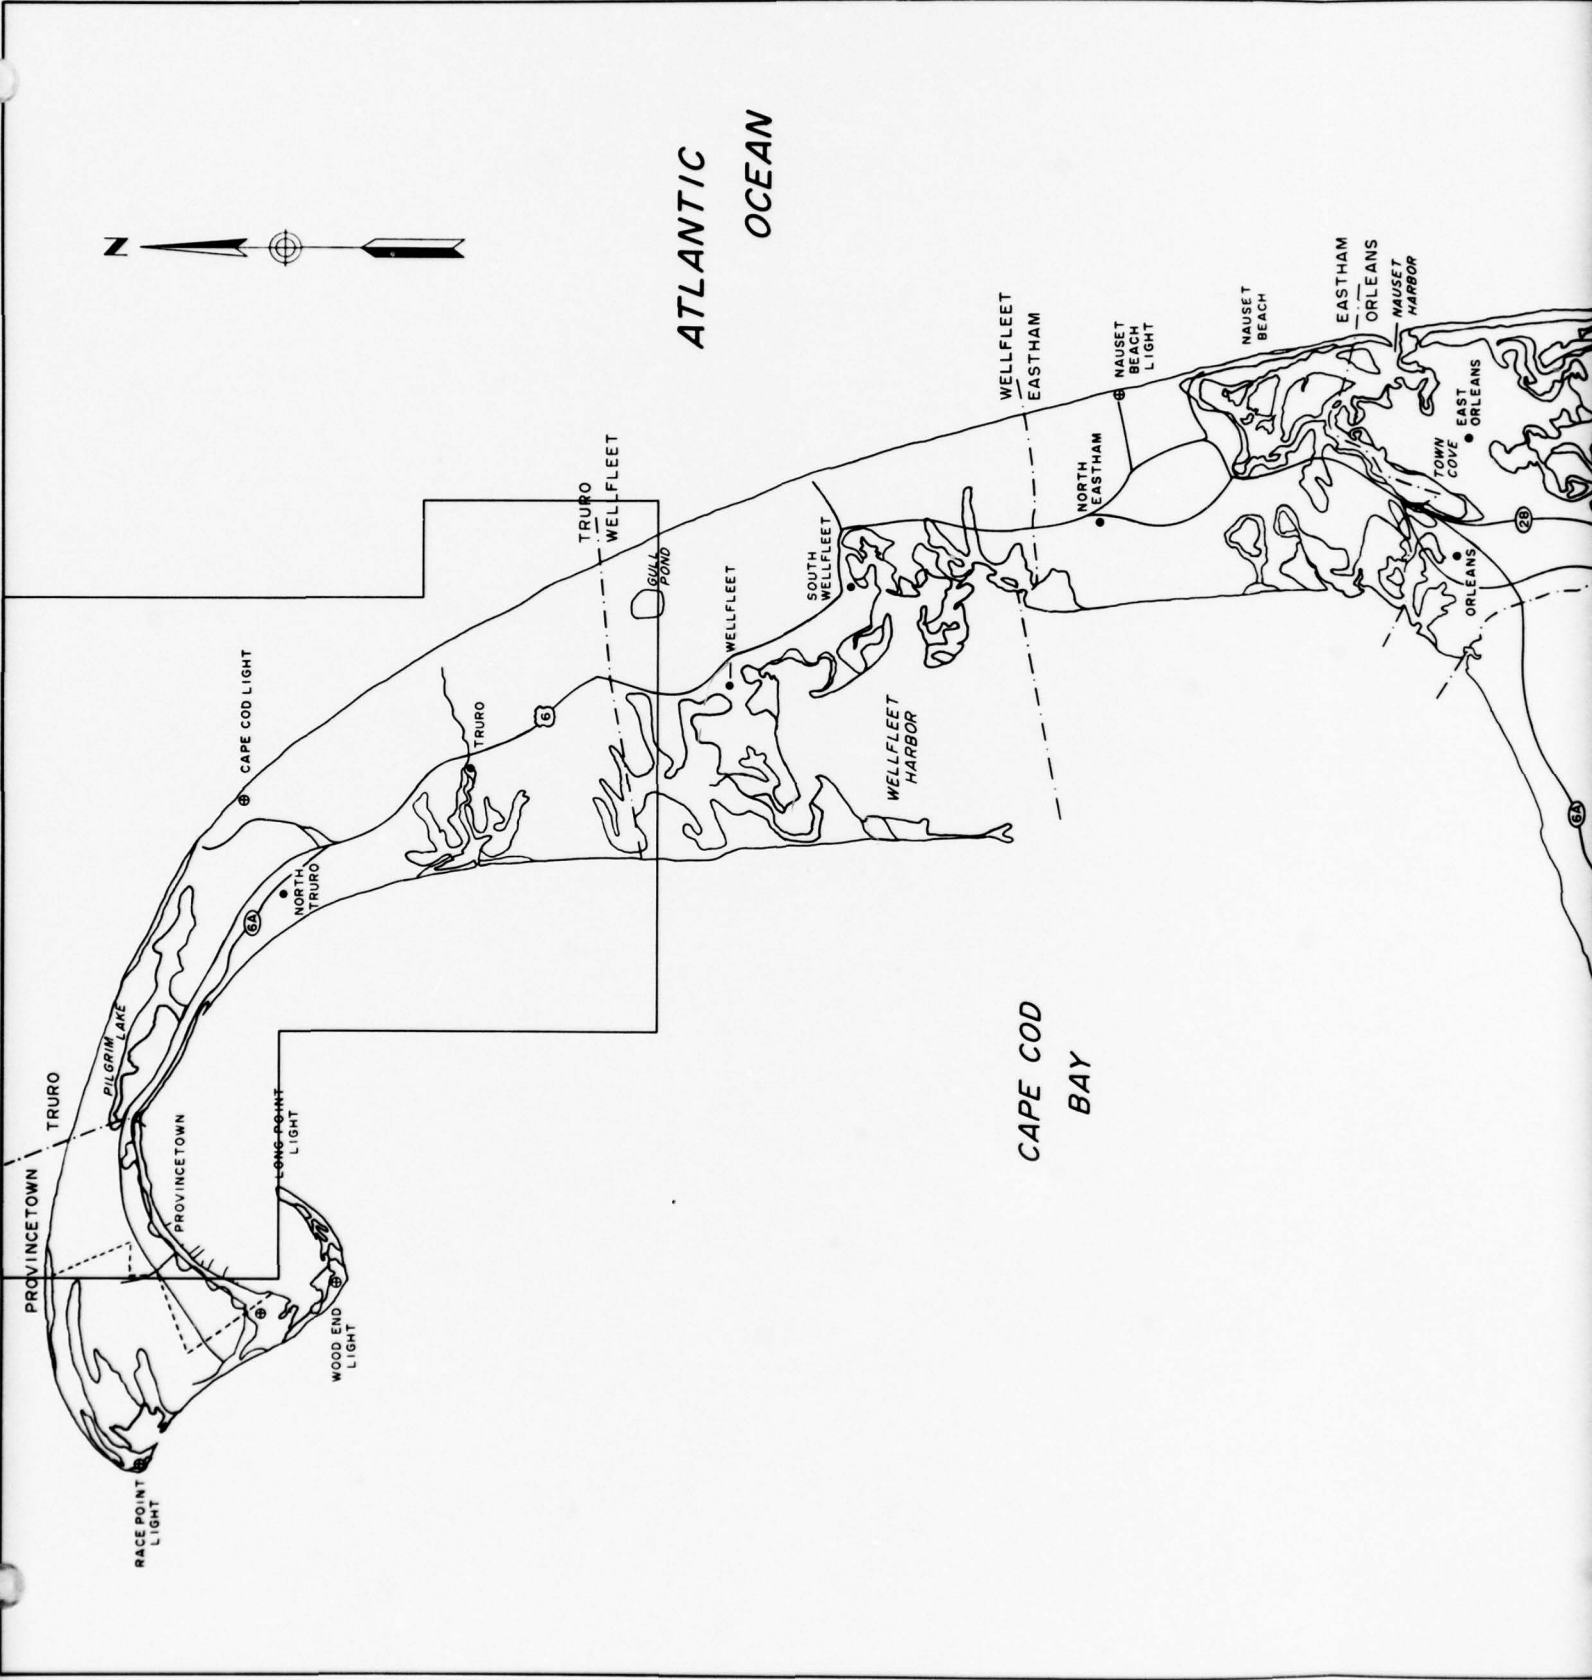 N
ATLANTIC
OCEAN
PROVINCETOWN
TRURO
PILGRIM
LAKE
RACE POINT
LIGHT
PROVINCETOWN
LONG POINT
LIGHT
WOOD END
LIGHT
CAPE COD LIGHT
6A
NORTH
TRURO
TRURO
6
TRURO
WELLFLEET
GULL
POND
WELLFLEET
SOUTH
WELLFLEET
WELLFLEET
HARBOR
WELLFLEET
EASTHAM
NAUSET
BEACH
LIGHT
NORTH
EASTHAM
NAUSET
BEACH
EASTHAM
ORLEANS
NAUSET
HARBOR
TOWN
COVE
EAST
ORLEANS
ORLEANS
28
6A
CAPE COD
BAY